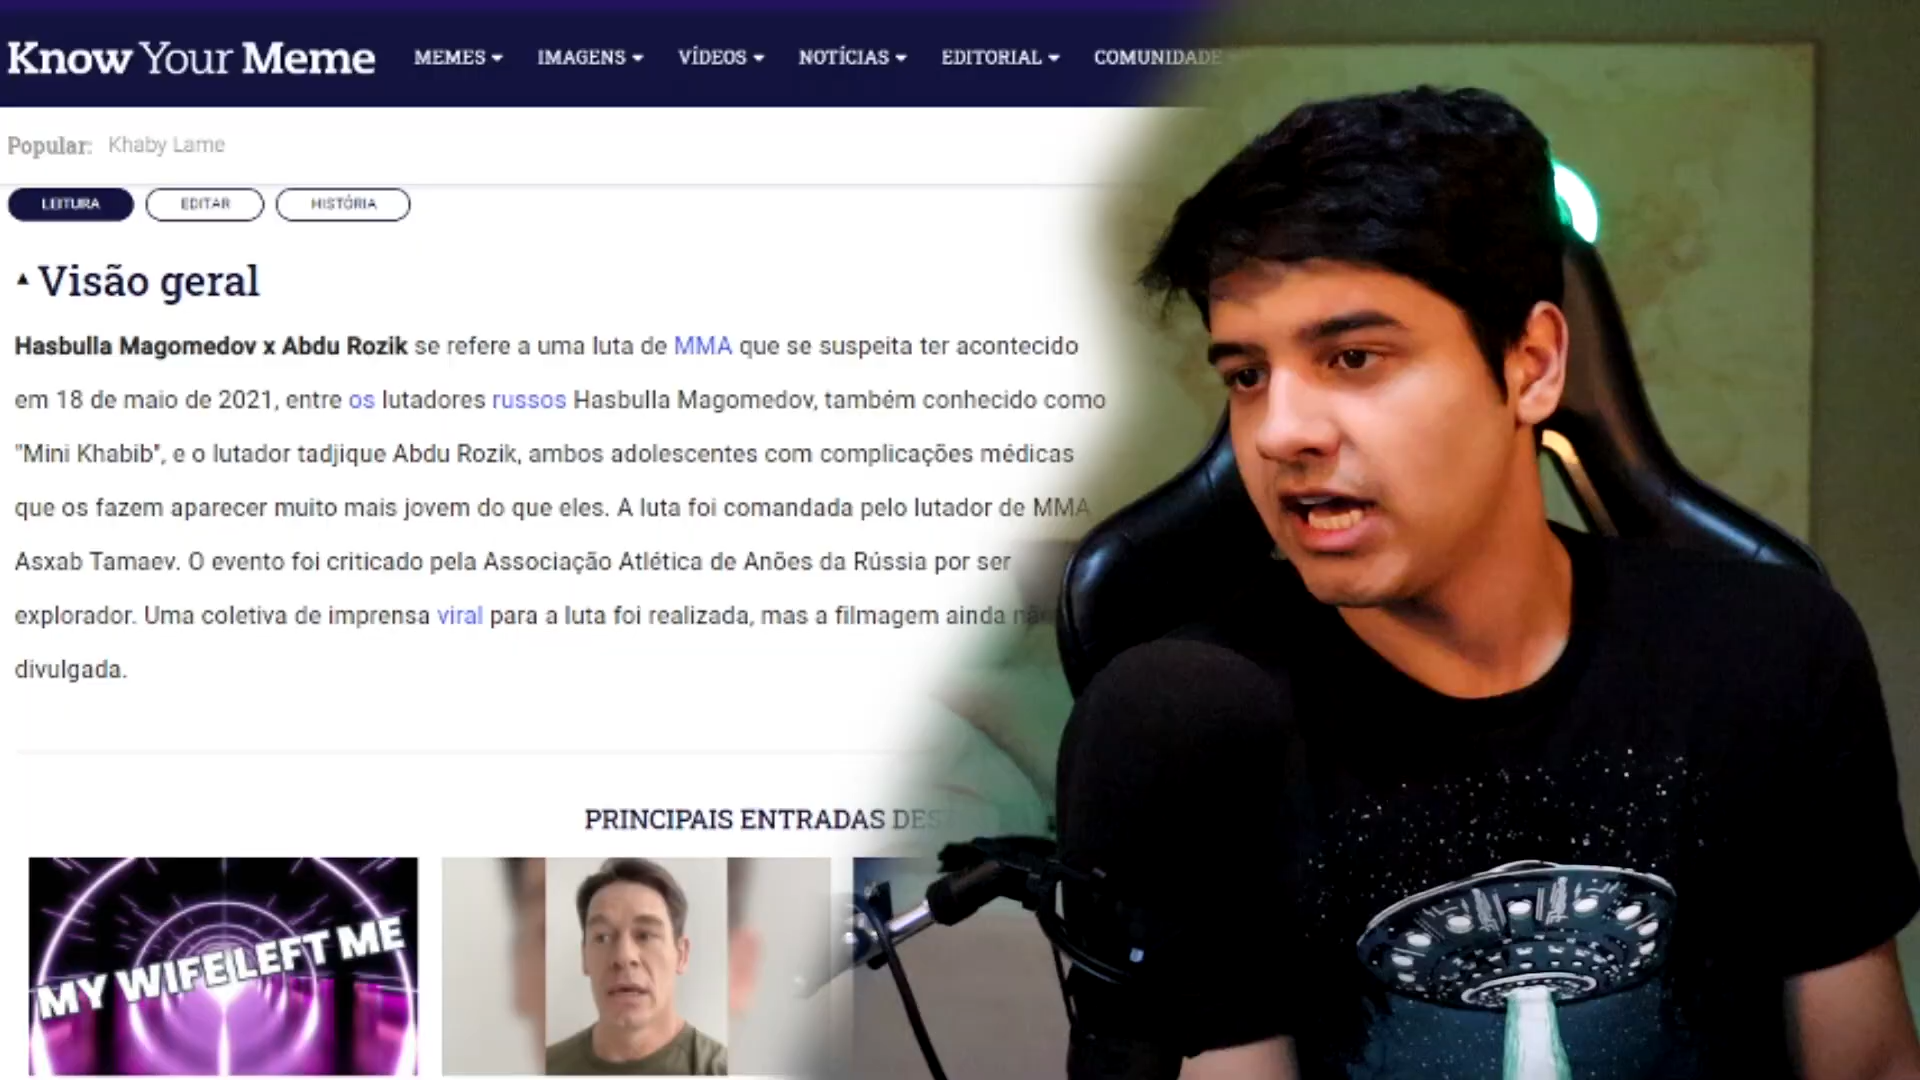 Know Your Meme MEMES IMAGENS VÍDEOS NOTÍCIAS EDITORIAL COMUNIDADE
Popular: Khaby Lame
LEITURA EDITAR HISTÓRIA
Visão geral
Hasbulla Magomedov x Abdu Rozik se refere a uma luta de MMA que se suspeita ter acontecido
em 18 de maio de 2021, entre os lutadores russos Hasbulla Magomedov, também conhecido como
"Mini Khabib", e o lutador tadjique Abdu Rozik, ambos adolescentes com complicações médicas
que os fazem aparecer muito mais jovem do que eles. A luta foi comandada pelo lutador de MMA
Asxab Tamaev. O evento foi criticado pela Associação Atlética de Anões da Rússia por ser
explorador. Uma coletiva de imprensa viral para a luta foi realizada, mas a filmagem ainda
divulgada.
PRINCIPAIS ENTRADAS
MY WIFE LEFT ME